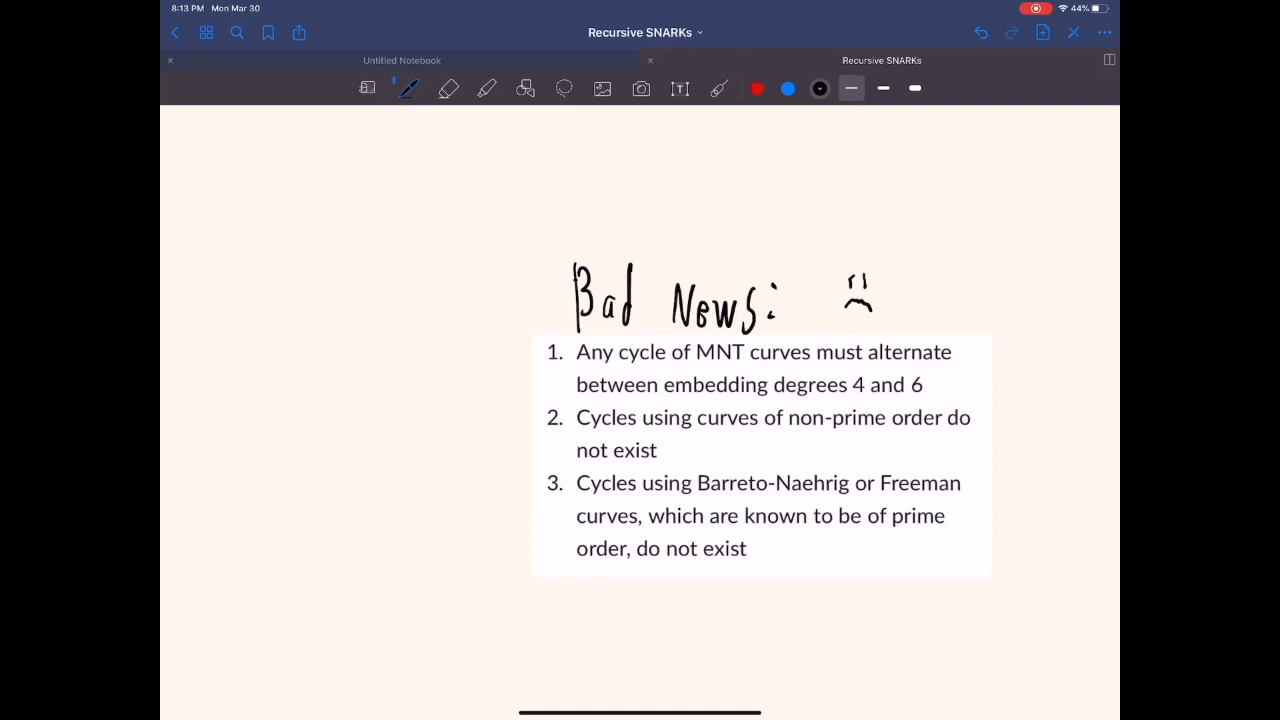 8:13 PM Mon Mar 30
44%
Recursive SNARKs
Untitled Notebook
Recursive SNARKs
Bad News:
1. Any cycle of MNT curves must alternate
between embedding degrees 4 and 6
2. Cycles using curves of non-prime order do
not exist
3. Cycles using Barreto-Naehrig or Freeman
curves, which are known to be of prime
order, do not exist